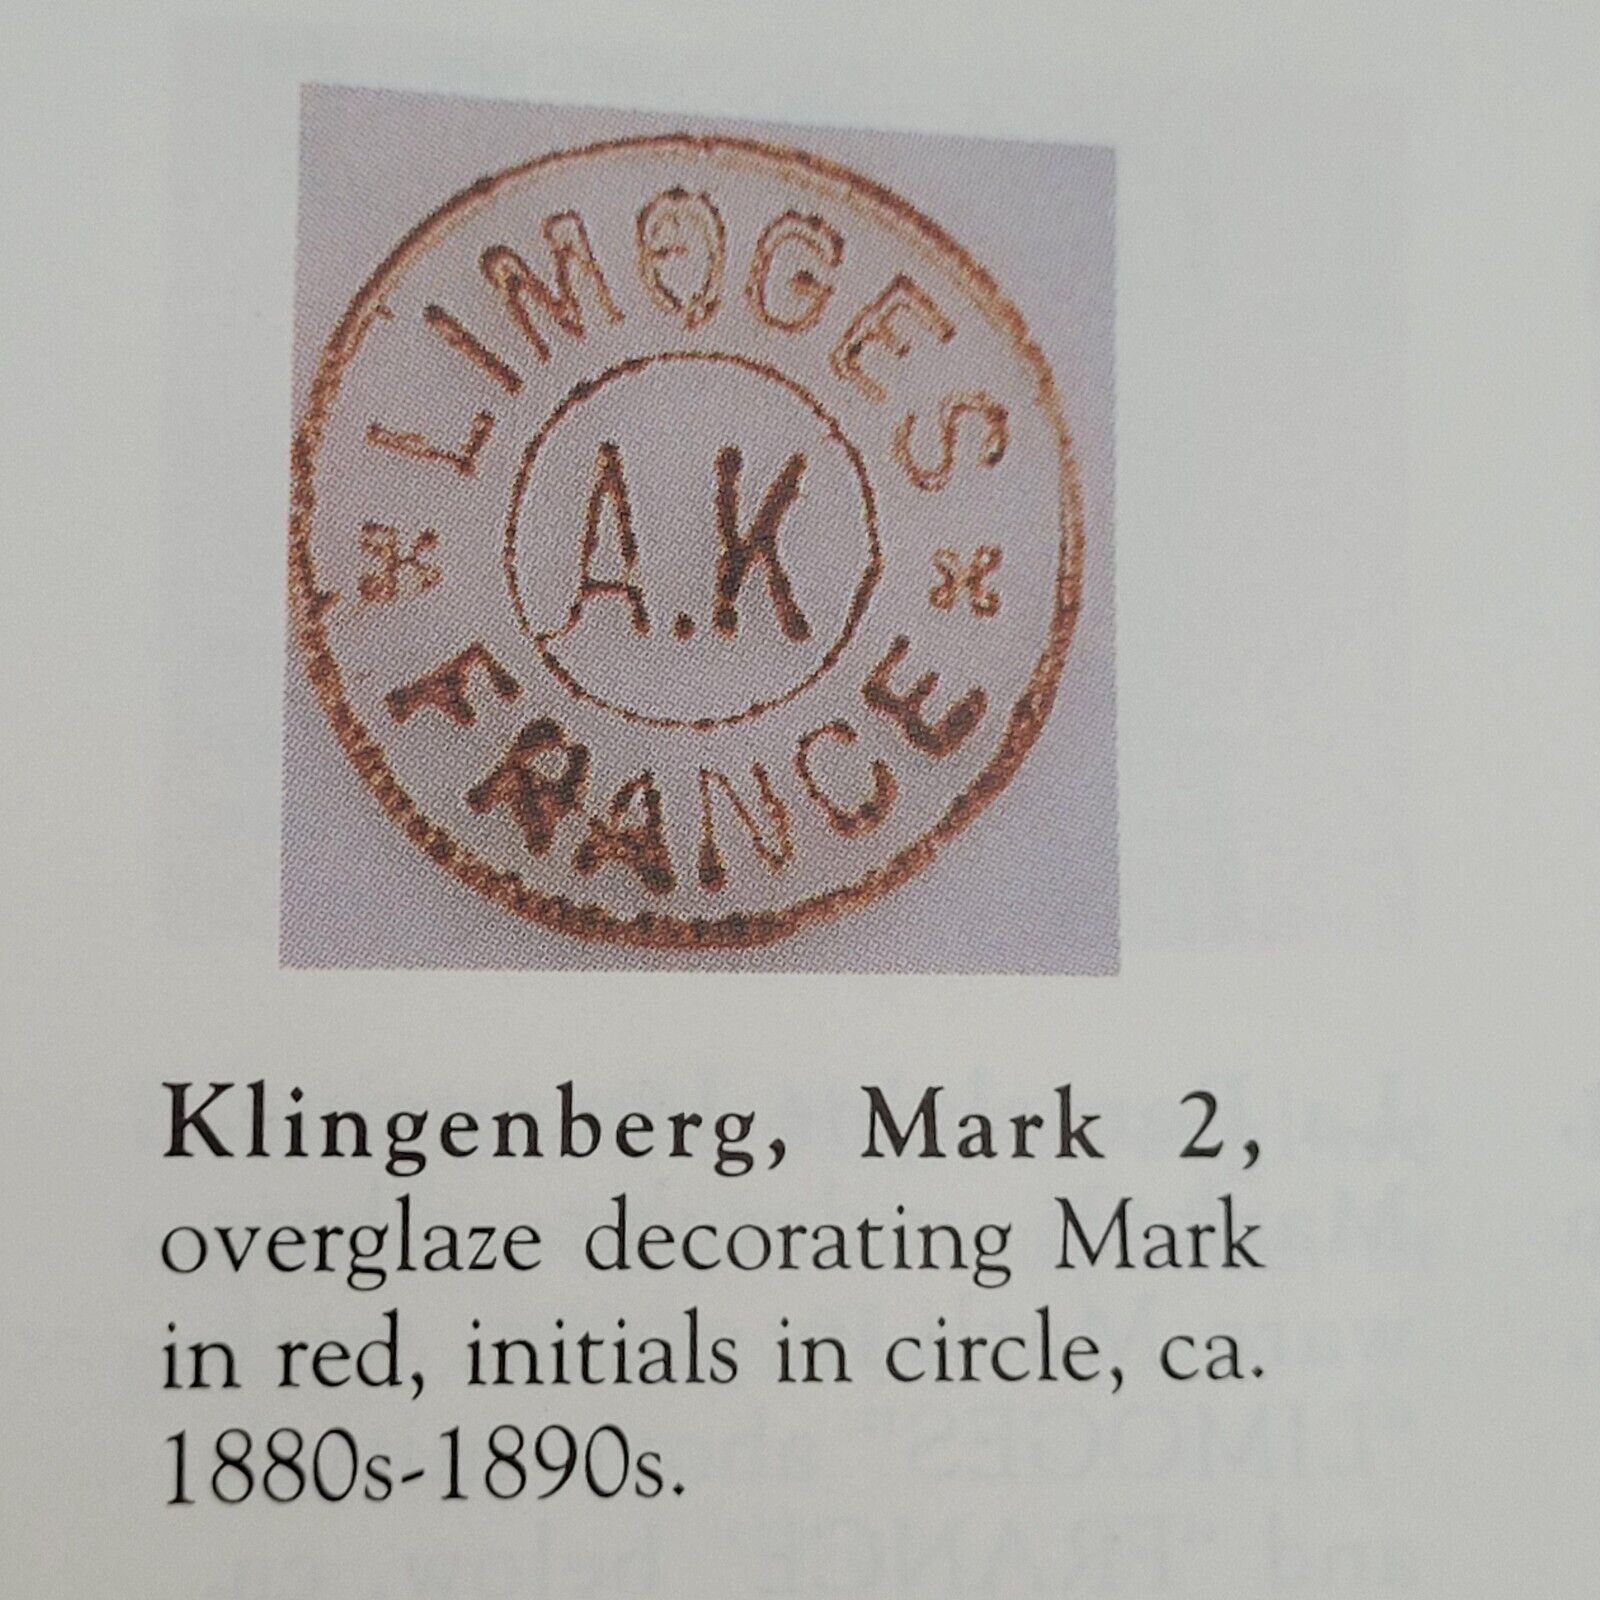 LIMOGES
A.K
FRANCE
Klingenberg, Mark 2,
overglaze decorating Mark
in red, initials in circle, ca.
1880s-1890s.